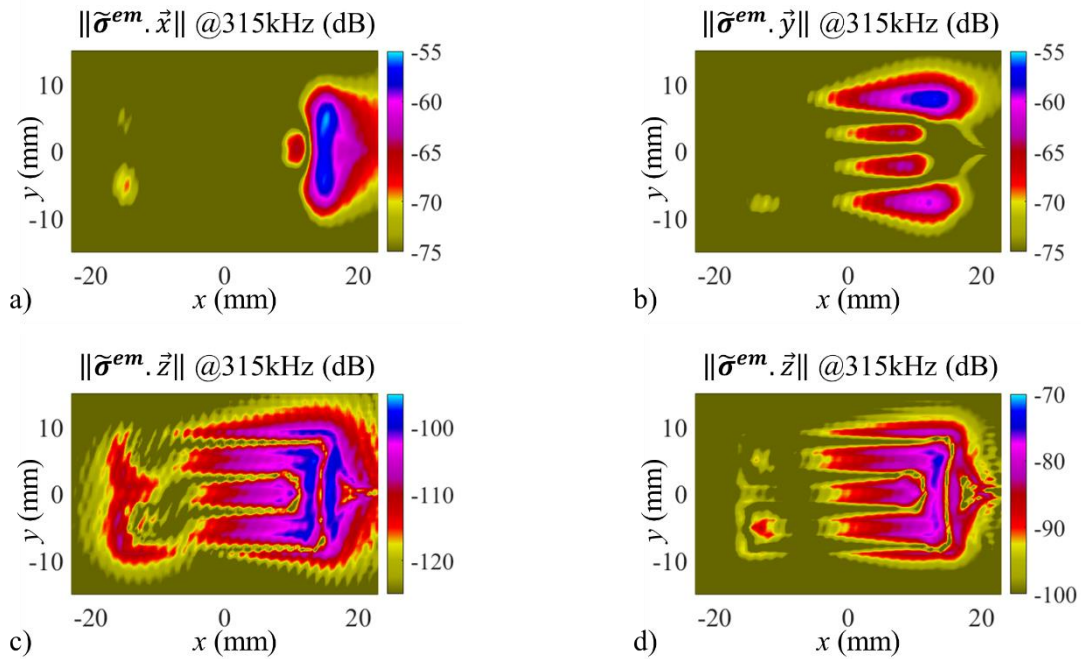 ‖σ̃ᵉᵐ. x⃗‖ @315kHz (dB)
-55
-60
-65
-70
-75
10
0
-10
y (mm)
-20
0
20
x (mm)
a)
‖σ̃ᵉᵐ. y⃗‖ @315kHz (dB)
-55
-60
-65
-70
-75
10
0
-10
y (mm)
-20
0
20
x (mm)
b)
‖σ̃ᵉᵐ. z⃗‖ @315kHz (dB)
-100
-110
-120
10
0
-10
y (mm)
-20
0
20
x (mm)
c)
‖σ̃ᵉᵐ. z⃗‖ @315kHz (dB)
-70
-80
-90
-100
10
0
-10
y (mm)
-20
0
20
x (mm)
d)